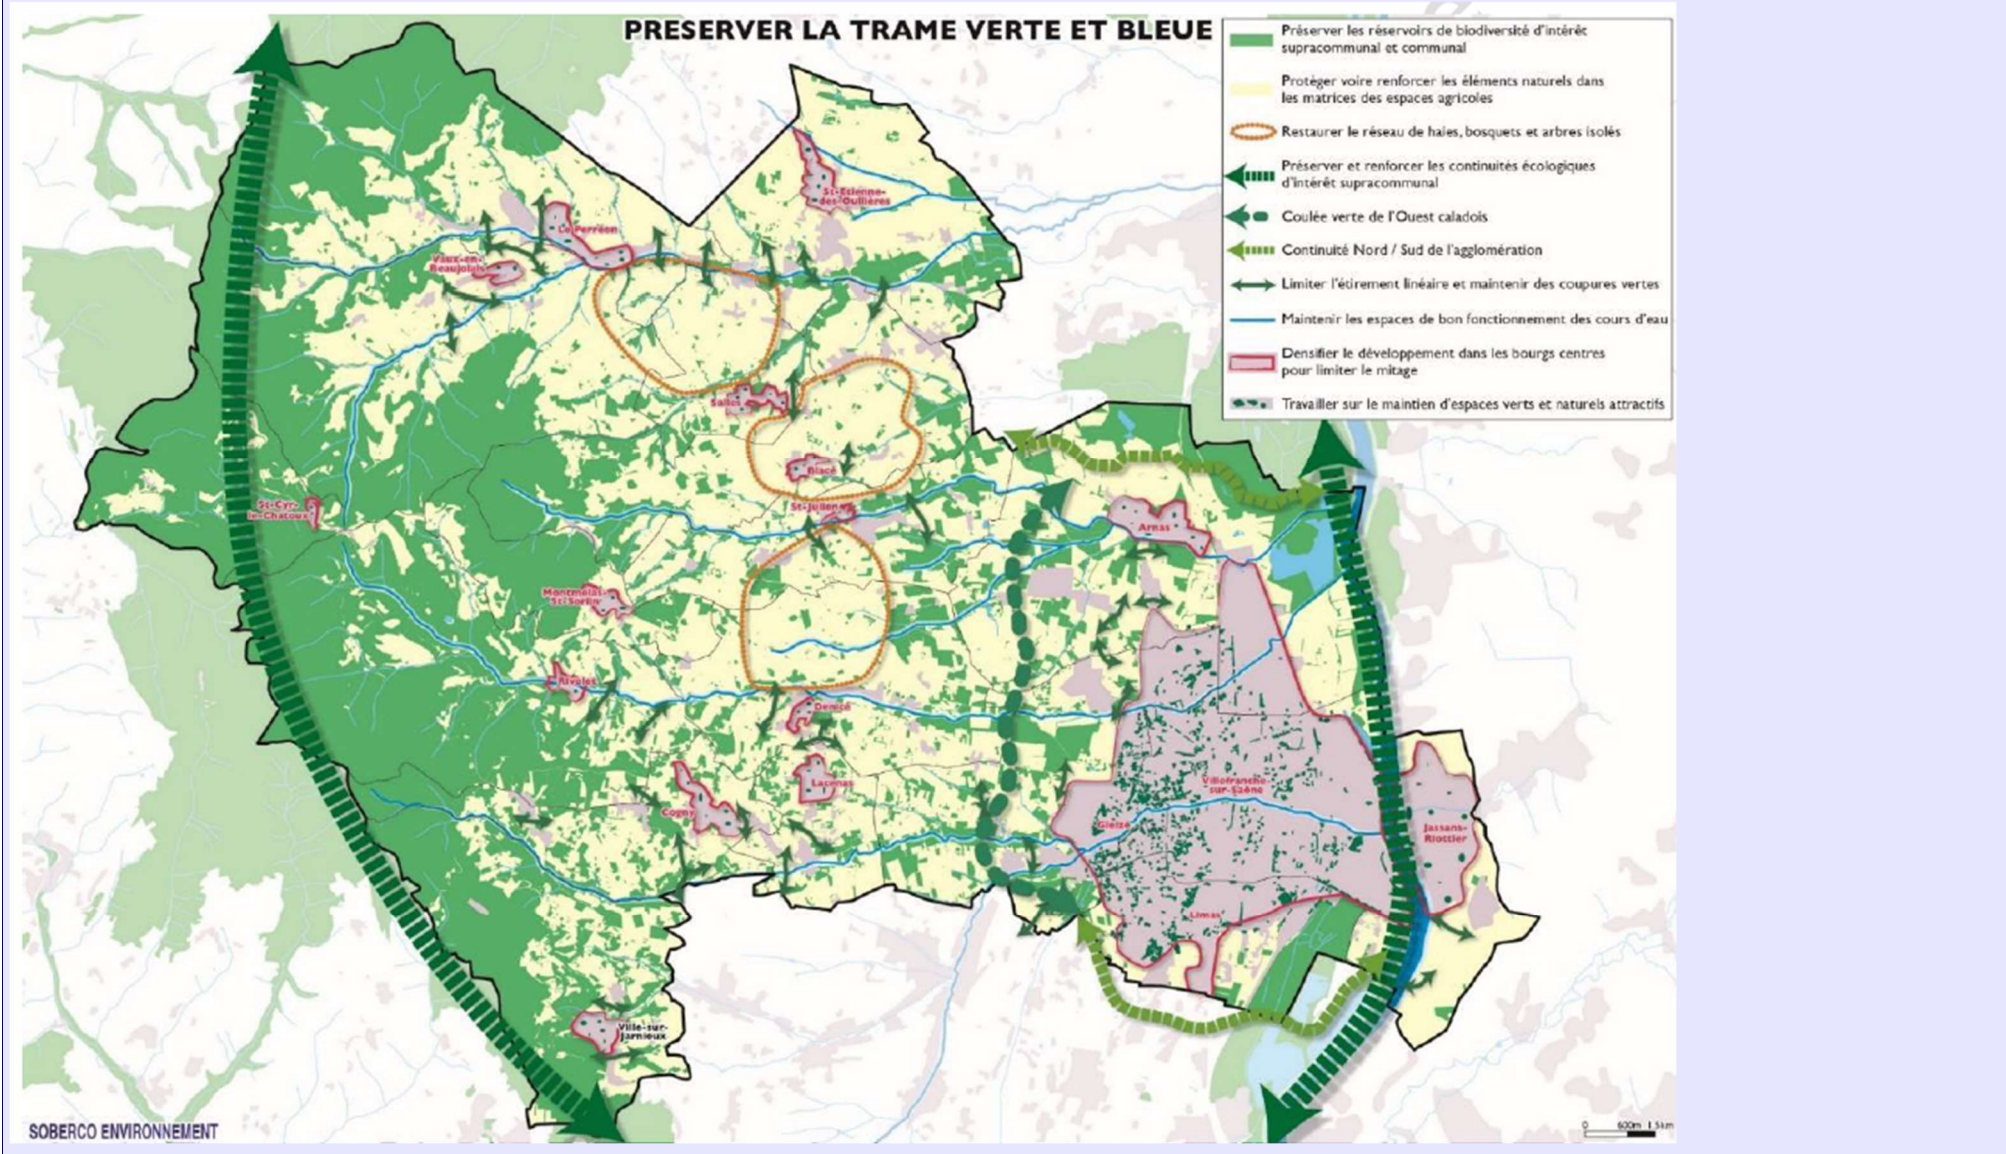 PRESERVER LA TRAME VERTE ET BLEUE
Préserver les réservoirs de biodiversité d'intérêt
supracommunal et communal
Protéger voire renforcer les éléments naturels dans
les matrices des espaces agricoles
Restaurer le réseau de haies, bosquets et arbres isolés
Préserver et renforcer les continuités écologiques
d'intérêt supracommunal
Coulée verte de l'Ouest caladois
Continuité Nord / Sud de l'agglomération
Limiter l'étirement linéaire et maintenir des coupures vertes
Maintenir les espaces de bon fonctionnement des cours d'eau
Densifier le développement dans les bourgs centres
pour limiter le mitage
Travailler sur le maintien d'espaces verts et naturels attractifs
St-Etienne-
des-Oullières
Le Perréon
Vaux-en-
Beaujolais
Salles
Blacé
St-Cyr-
le-Chatoux
St-Julien
Arnas
Montmelas-
St-Sorlin
Rivolet
Denicé
Lacenas
Cogny
Villefranche-
sur-Saône
Gleizé
Jassans-
Riottier
Limas
Ville-sur-
Jarnioux
SOBERCO ENVIRONNEMENT
0 600m 1,5km